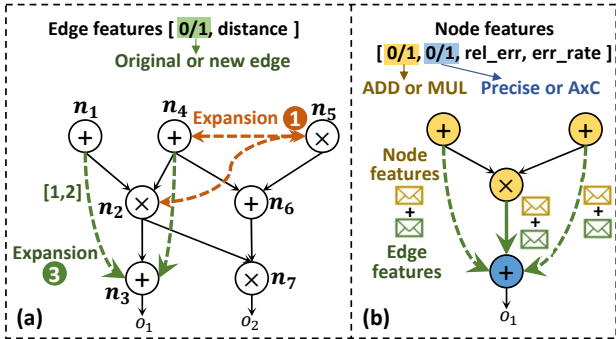 Edge features [ 0/1, distance ]
Original or new edge
n1
n4
Expansion 1
n5
+
+
×
[1,2]
n2
×
+
n6
Expansion
3
n3
+
×
n7
(a)
o1
o2
Node features
[ 0/1, 0/1, rel_err, err_rate ]
ADD or MUL
Precise or AxC
+
+
Node
features
×
+
+
+
Edge
features
+
(b)
o1